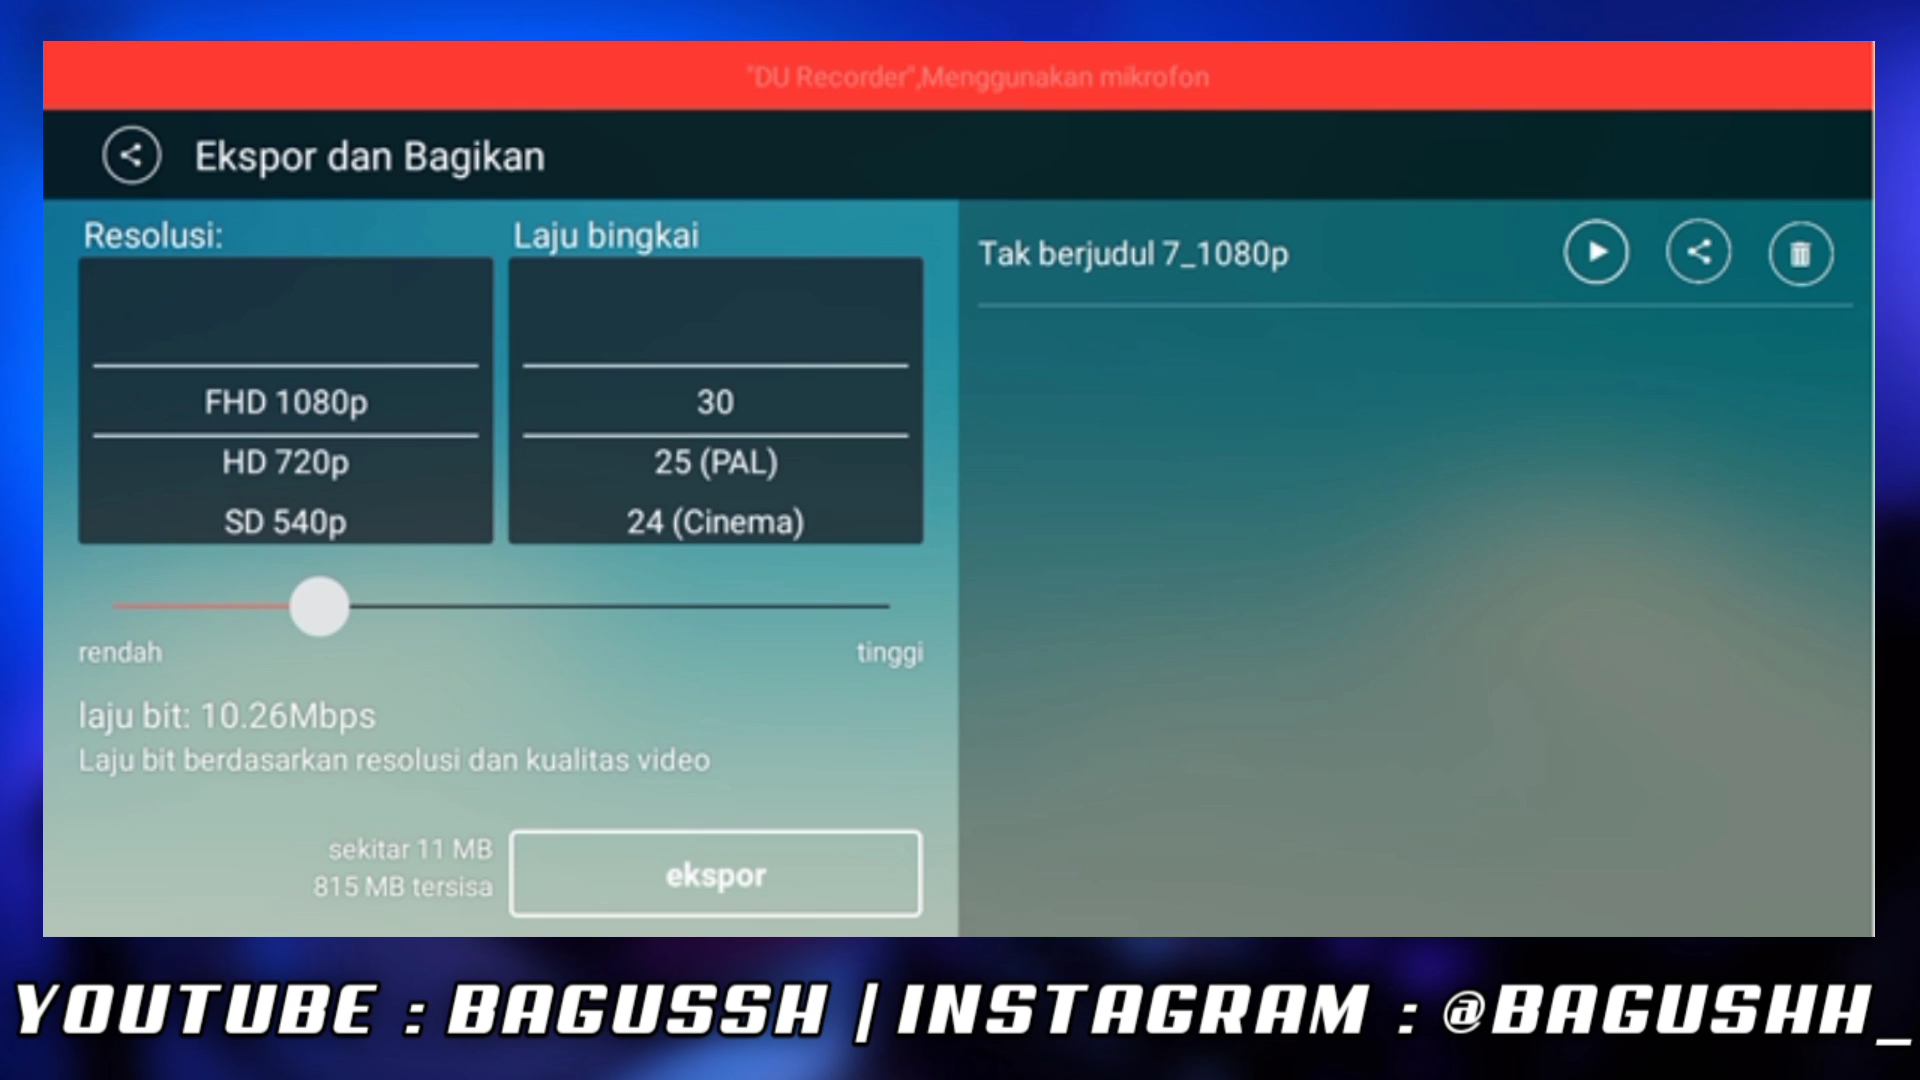 "DU Recorder",Menggunakan mikrofon
Ekspor dan Bagikan
Resolusi:
FHD 1080p
HD 720p
SD 540p
Laju bingkai
30
25 (PAL)
24 (Cinema)
rendah
tinggi
laju bit: 10.26Mbps
Laju bit berdasarkan resolusi dan kualitas video
sekitar 11 MB
815 MB tersisa
ekspor
Tak berjudul 7_1080p
YOUTUBE : BAGUSSH | INSTAGRAM : @BAGUSHH_